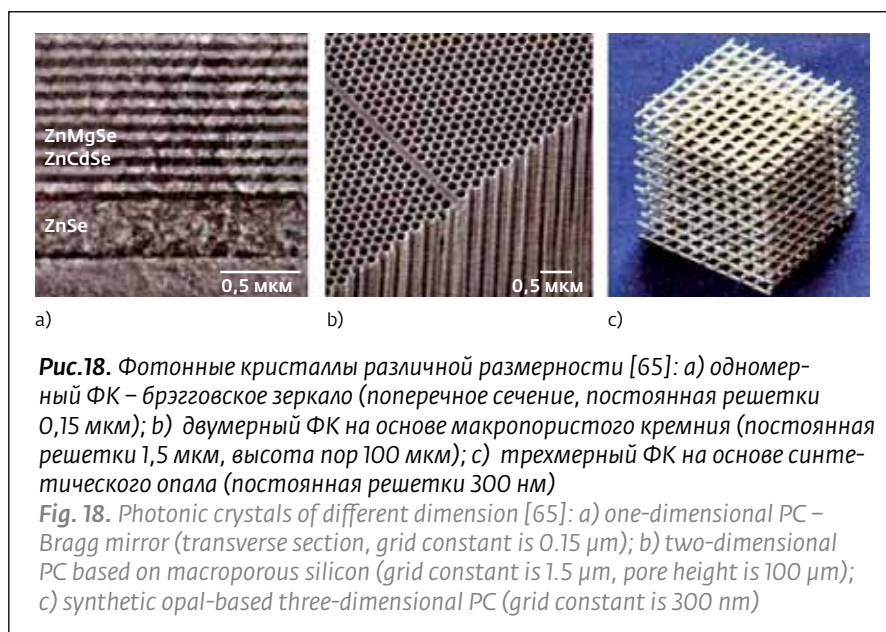 ZnMgSe
ZnCdSe
ZnSe
0,5 мкм
0,5 мкм
a)
b)
c)
Рис.18. Фотонные кристаллы различной размерности [65]: a) одномер-
ный ФК – брэгговское зеркало (поперечное сечение, постоянная решетки
0,15 мкм); b) двумерный ФК на основе макропористого кремния (постоянная
решетки 1,5 мкм, высота пор 100 мкм); c) трехмерный ФК на основе синте-
тического опала (постоянная решетки 300 нм)
Fig. 18. Photonic crystals of different dimension [65]: a) one-dimensional PC –
Bragg mirror (transverse section, grid constant is 0.15 µm); b) two-dimensional
PC based on macroporous silicon (grid constant is 1.5 µm, pore height is 100 µm);
c) synthetic opal-based three-dimensional PC (grid constant is 300 nm)